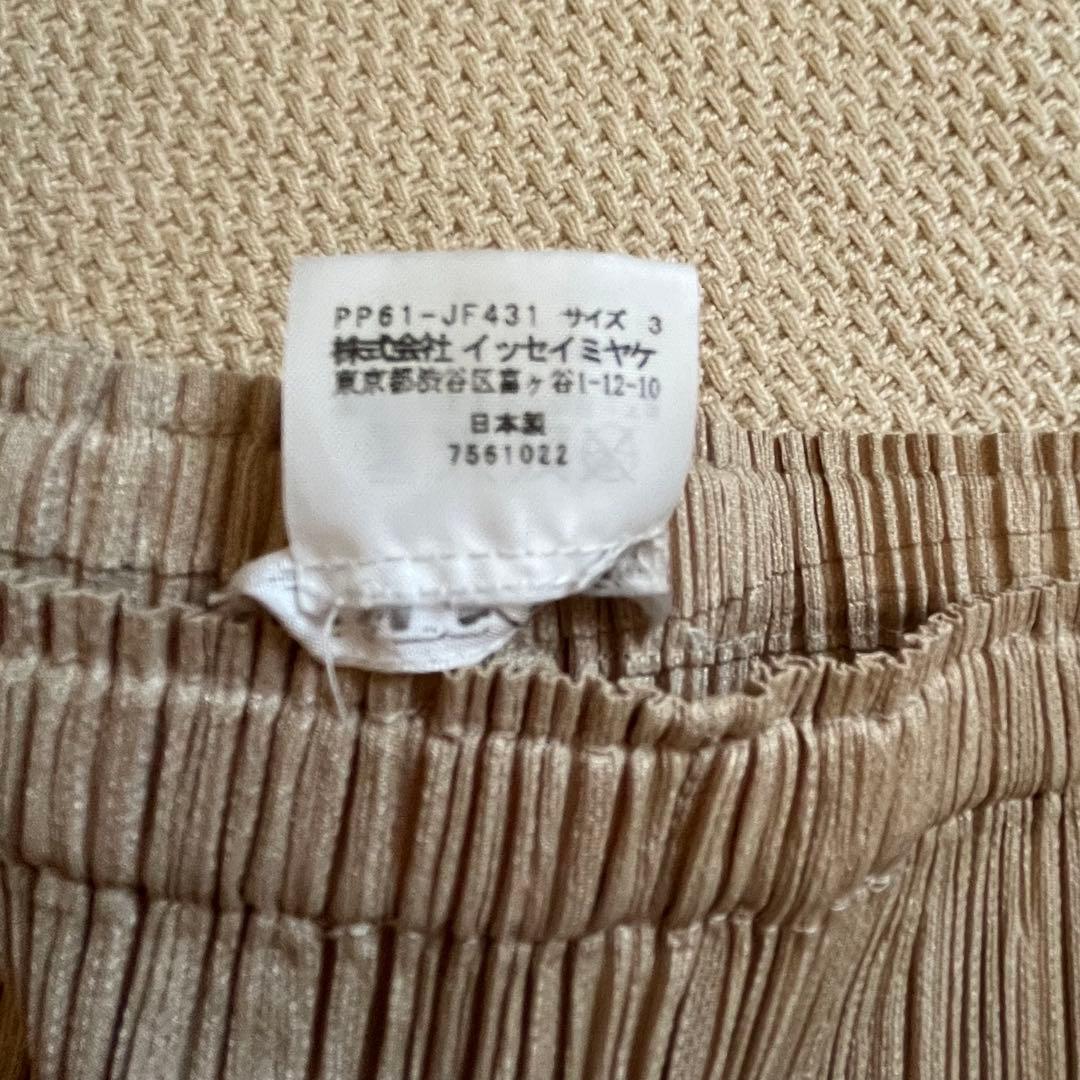 PP61-JF431 サイズ 3
株式会社 イッセイミヤケ
東京都渋谷区富ヶ谷1-12-10
日本製
7561022